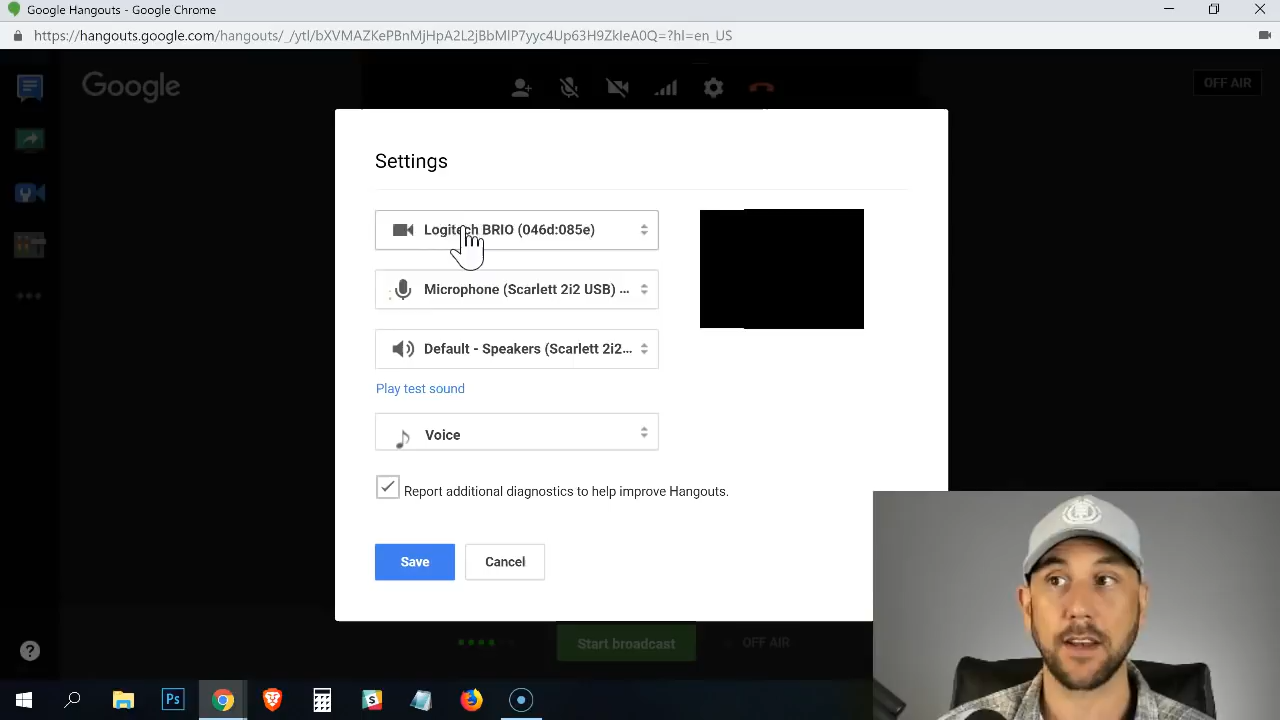 Google Hangouts - Google Chrome
https://hangouts.google.com/hangouts/_/ytl/bXVMAZKePBnMjHpA2L2jBbMlP7yyc4Up63H9ZkIeA0Q=?hl=en_US
Google
OFF AIR
Settings
Logitech BRIO (046d:085e)
Microphone (Scarlett 2i2 USB) ...
Default - Speakers (Scarlett 2i2...
Play test sound
Voice
Report additional diagnostics to help improve Hangouts.
Save
Cancel
Start broadcast
OFF AIR
Ps